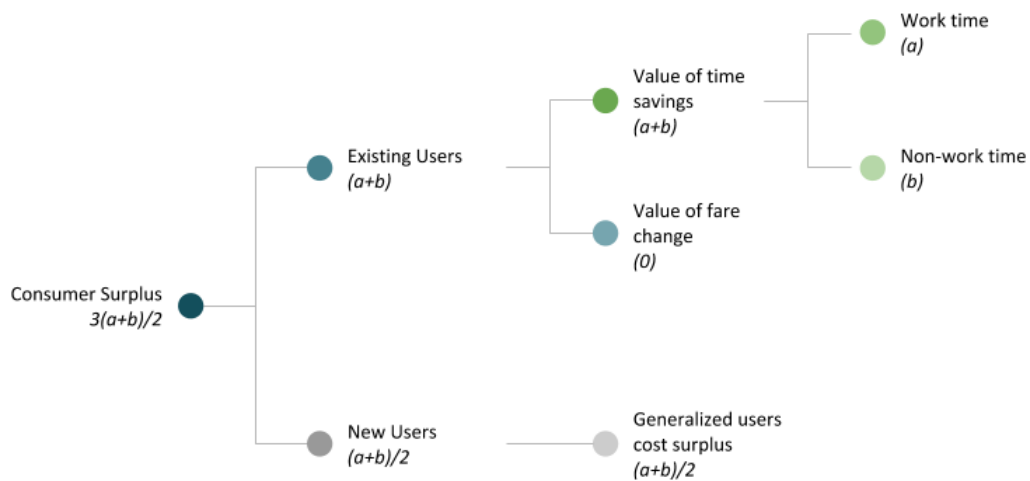 Consumer Surplus
3(a+b)/2
Existing Users
(a+b)
Value of time
savings
(a+b)
Work time
(a)
Non-work time
(b)
Value of fare
change
(0)
New Users
(a+b)/2
Generalized users
cost surplus
(a+b)/2